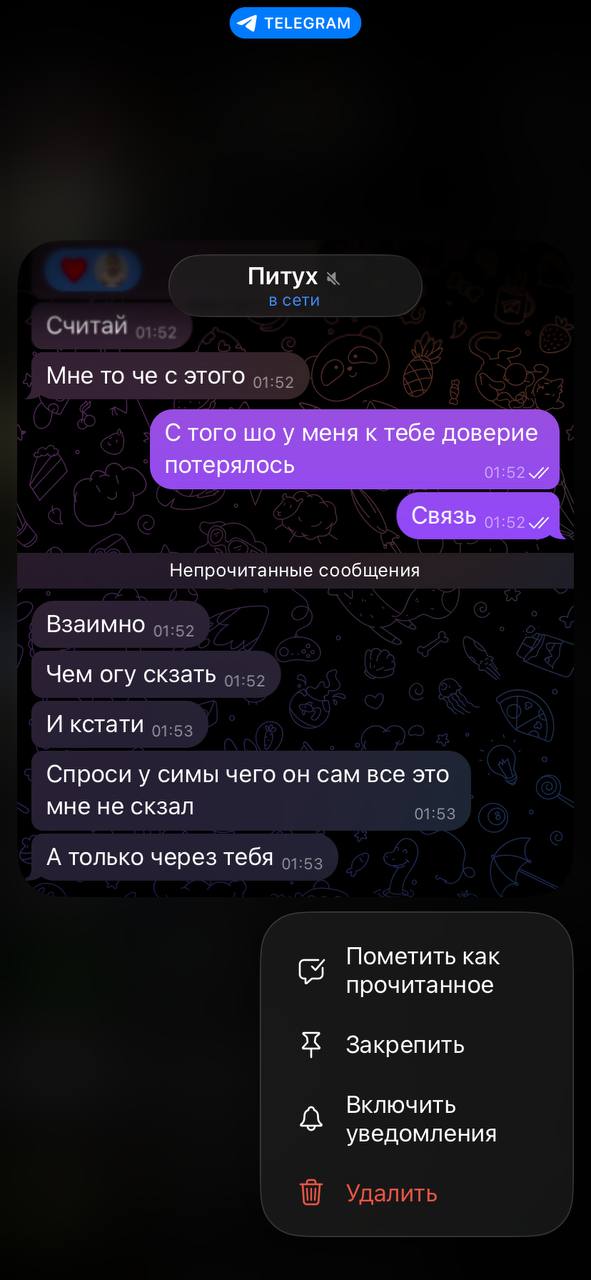 TELEGRAM
Питух
в сети
Считай 01:52
Мне то че с этого 01:52
С того шо у меня к тебе доверие
потерялось 01:52
Связь 01:52
Непрочитанные сообщения
Взаимно 01:52
Чем огу скзать 01:52
И кстати 01:53
Спроси у симы чего он сам все это
мне не скзал 01:53
А только через тебя 01:53
Пометить как
прочитанное
Закрепить
Включить
уведомления
Удалить